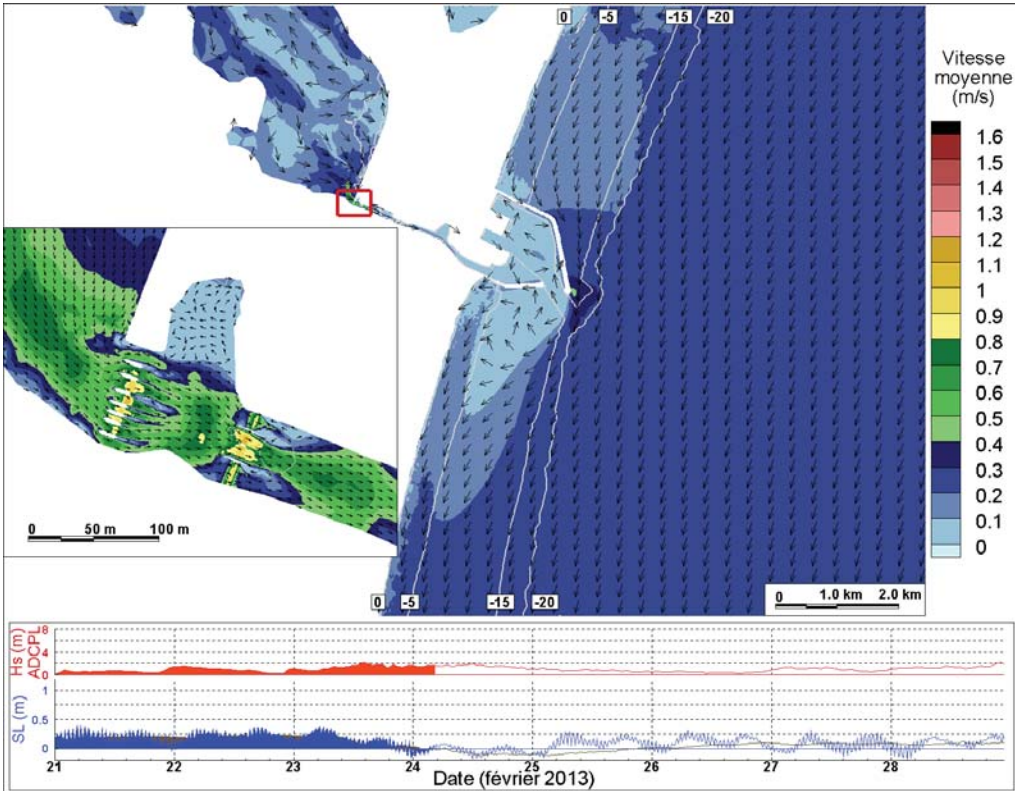 0 -5 -15 -20
Vitesse
moyenne
(m/s)
1.6
1.5
1.4
1.3
1.2
1.1
1
0.9
0.8
0.7
0.6
0.5
0.4
0.3
0.2
0.1
0
0 50 m 100 m
0 -5 -15 -20
0 1.0 km 2.0 km
Hs (m)
ADCPL
8
4
0
SL (m)
1
0.5
0
21 22 23 24 25 26 27 28
Date (février 2013)